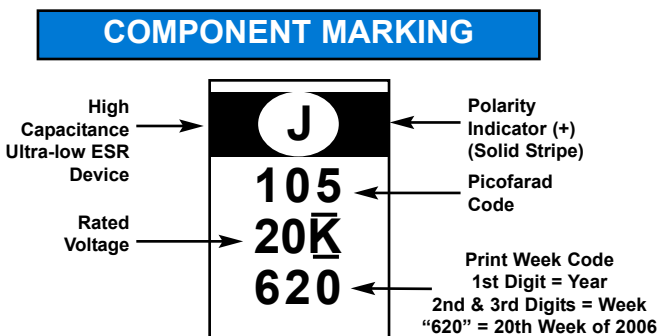 COMPONENT MARKING
High
Capacitance
Ultra-low ESR
Device
J
Polarity
Indicator (+)
(Solid Stripe)
105
Picofarad
Code
Rated
Voltage
20K̲̅
620
Print Week Code
1st Digit = Year
2nd & 3rd Digits = Week
“620” = 20th Week of 2006